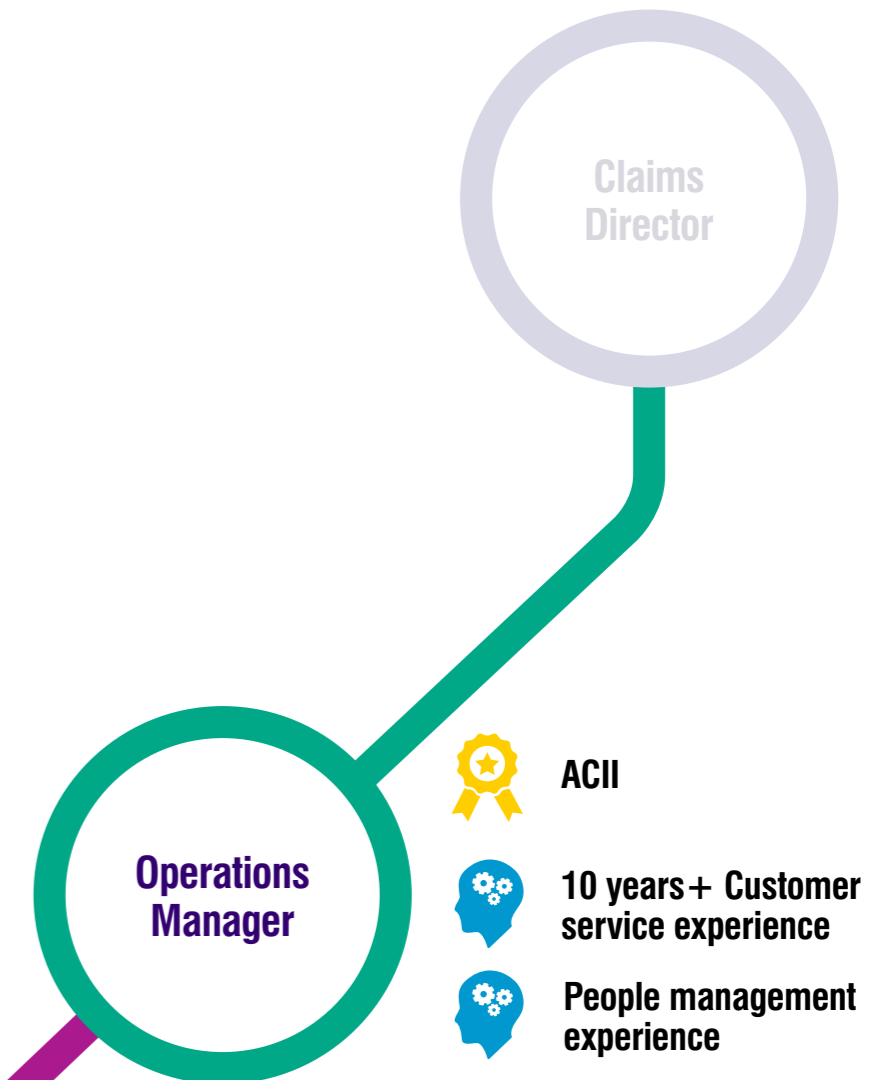 Claims
Director
ACII
Operations
Manager
10 years+ Customer
service experience
People management
experience